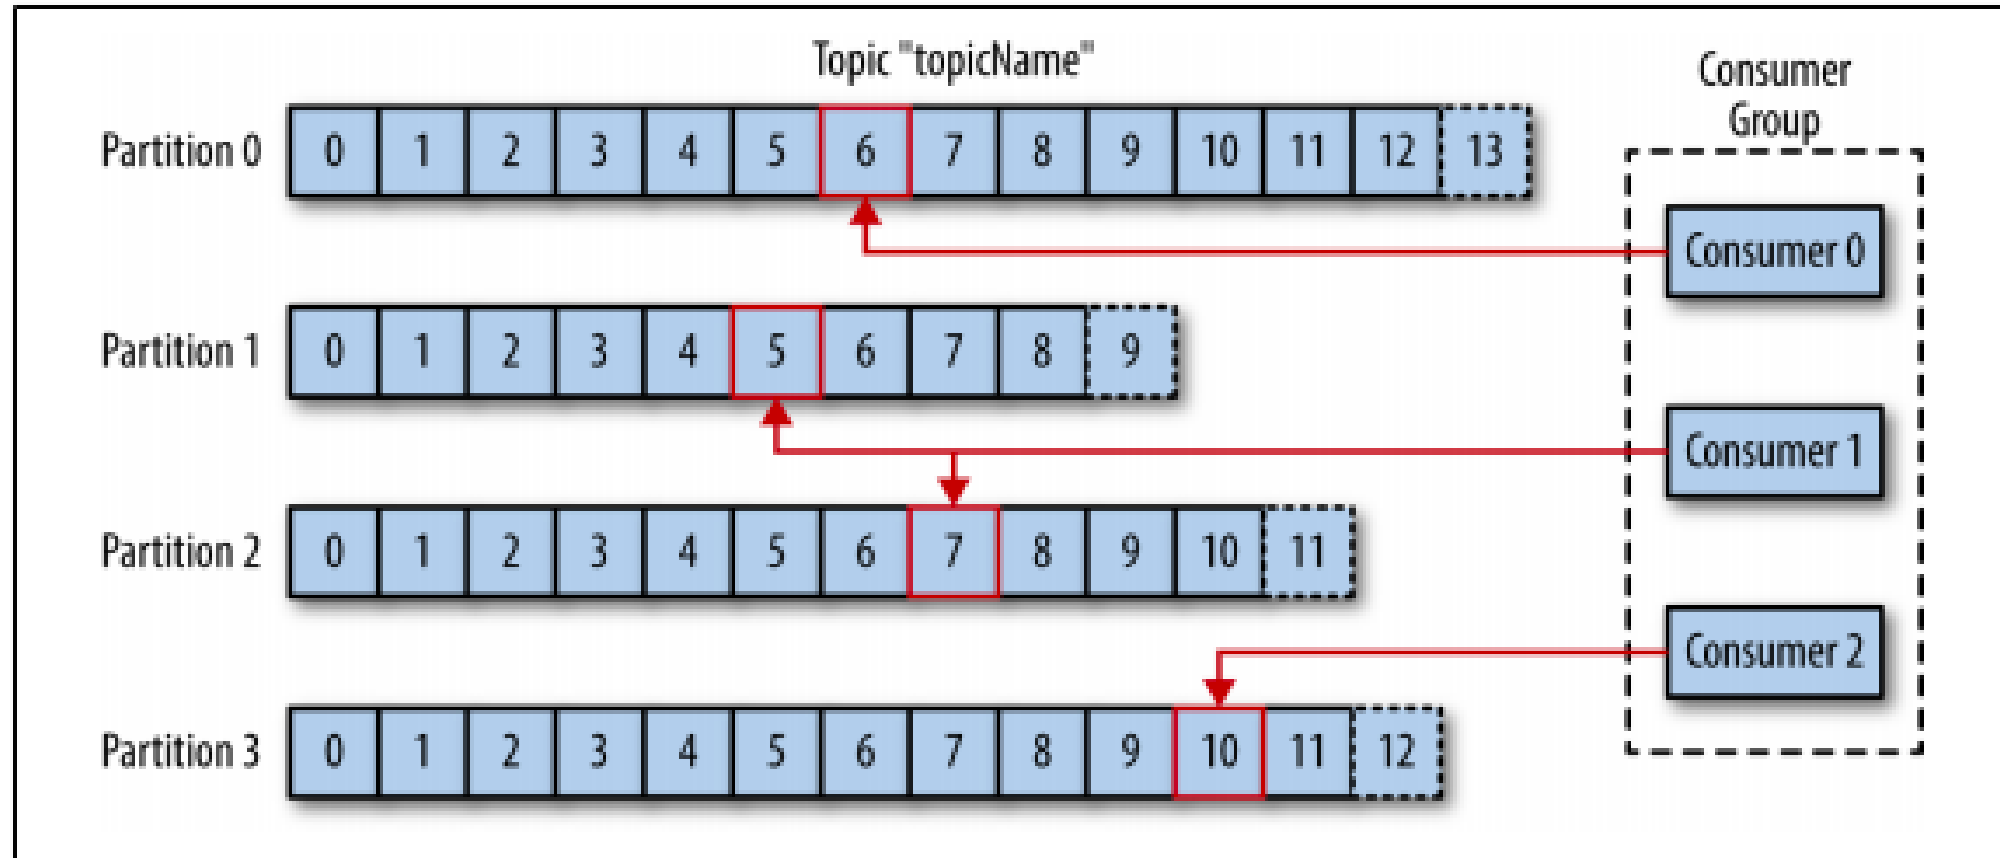 Topic "topicName"
Consumer
Group
Partition 0 0 1 2 3 4 5 6 7 8 9 10 11 12 13
Consumer 0
Partition 1 0 1 2 3 4 5 6 7 8 9
Consumer 1
Partition 2 0 1 2 3 4 5 6 7 8 9 10 11
Consumer 2
Partition 3 0 1 2 3 4 5 6 7 8 9 10 11 12